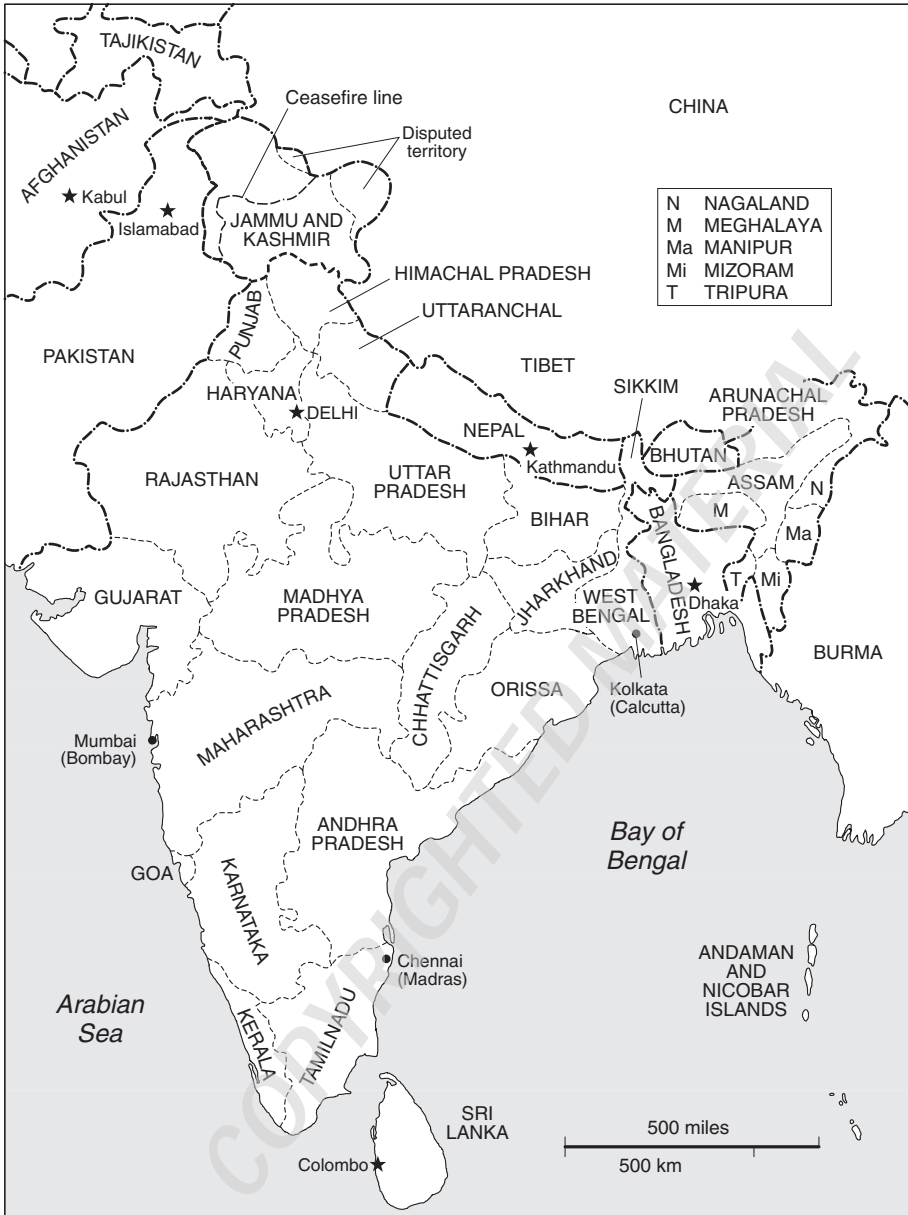 TAJIKISTAN
Ceasefire line
CHINA
Disputed
territory
AFGHANISTAN
Kabul
Islamabad
JAMMU AND
KASHMIR
N NAGALAND
M MEGHALAYA
Ma MANIPUR
Mi MIZORAM
T TRIPURA
HIMACHAL PRADESH
PUNJAB
UTTARANCHAL
PAKISTAN
TIBET
HARYANA
DELHI
SIKKIM
ARUNACHAL
PRADESH
NEPAL
Kathmandu
BHUTAN
RAJASTHAN
UTTAR
PRADESH
ASSAM
N
M
BIHAR
BANGLADESH
Ma
JHARKHAND
GUJARAT
MADHYA
PRADESH
WEST
BENGAL
T
Mi
Dhaka
CHHATTISGARH
BURMA
ORISSA
Kolkata
(Calcutta)
MAHARASHTRA
Mumbai
(Bombay)
ANDHRA
PRADESH
Bay of
Bengal
GOA
KARNATAKA
Chennai
(Madras)
ANDAMAN
AND
NICOBAR
ISLANDS
Arabian
Sea
KERALA
TAMILNADU
SRI
LANKA
Colombo
500 miles
500 km
COPYRIGHTED MATERIAL